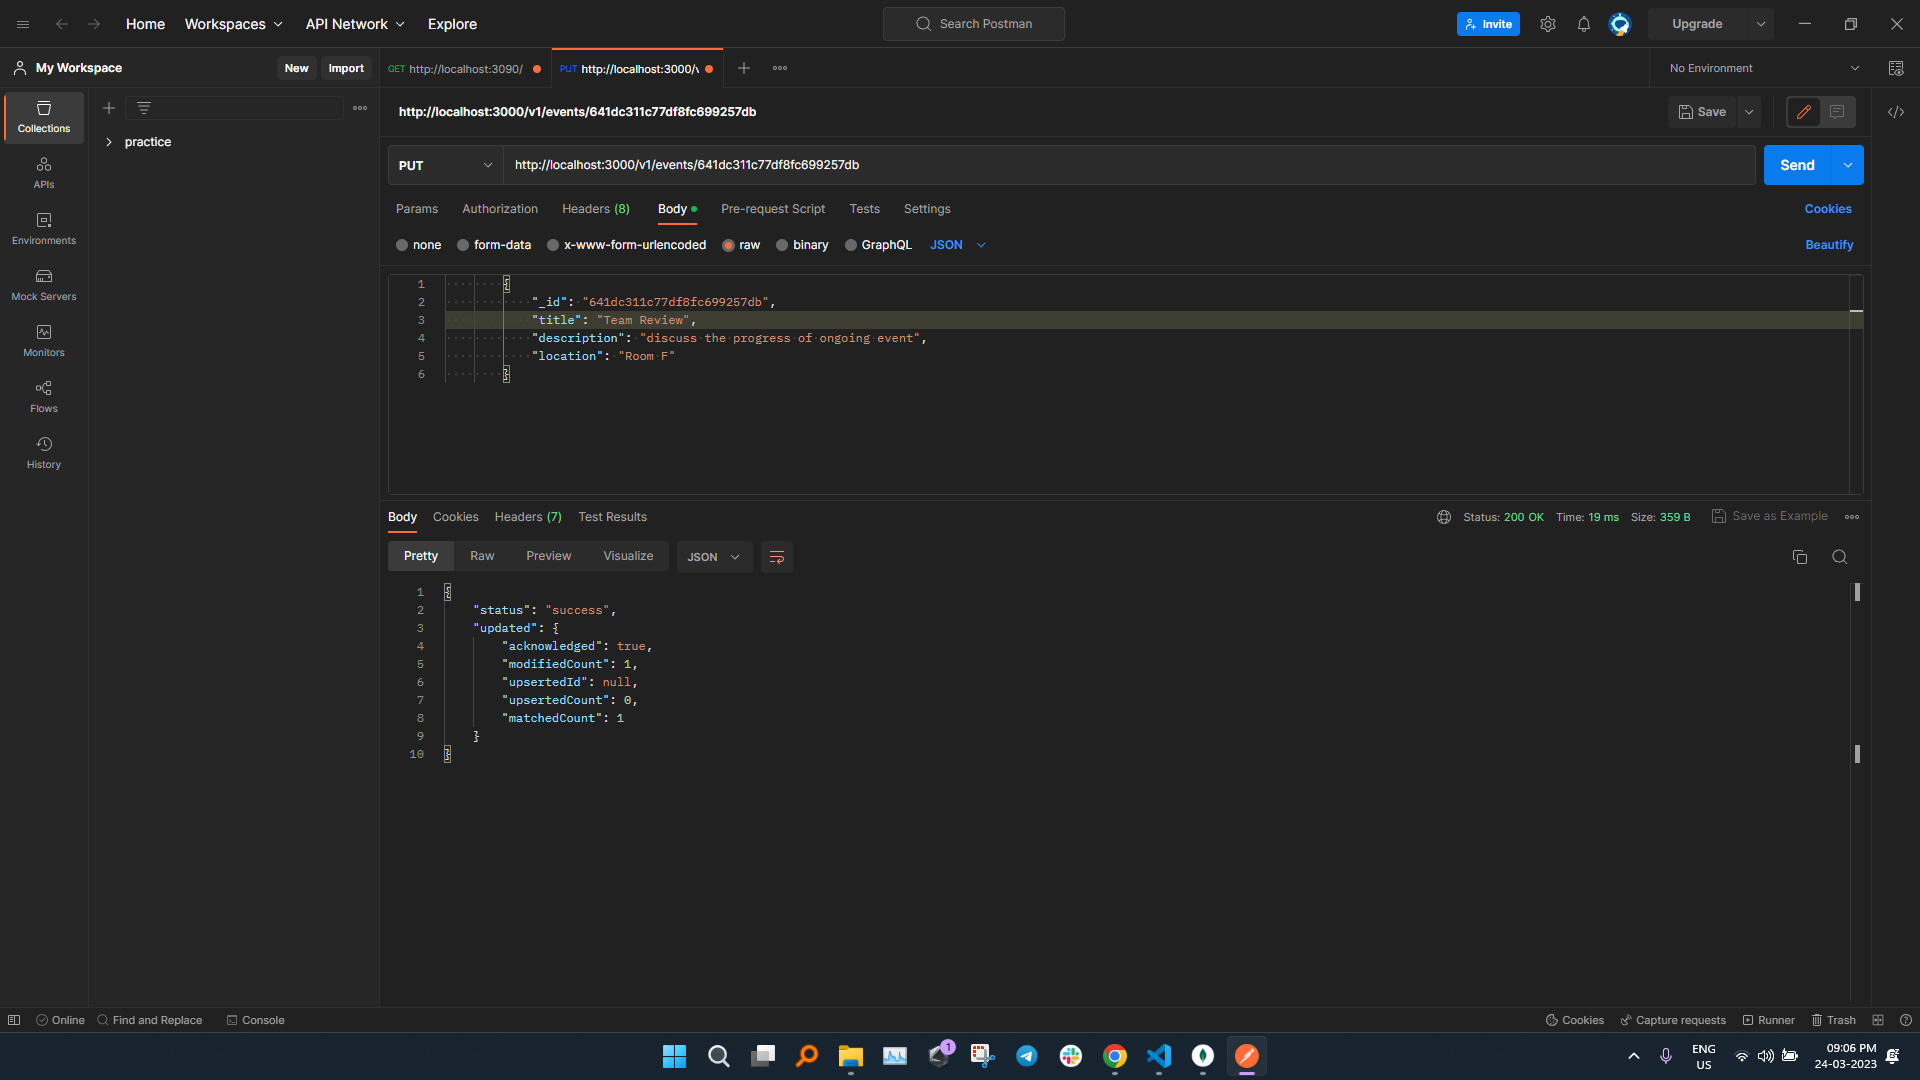 Home Workspaces API Network Explore Search Postman Invite Upgrade
My Workspace New Import GET http://localhost:3090/ PUT http://localhost:3000/v No Environment
http://localhost:3000/v1/events/641dc311c77df8fc699257db Save
Collections
practice
APIs
Environments
Mock Servers
Monitors
Flows
History
PUT http://localhost:3000/v1/events/641dc311c77df8fc699257db Send
Params Authorization Headers (8) Body Pre-request Script Tests Settings Cookies
none form-data x-www-form-urlencoded raw binary GraphQL JSON Beautify
1 {
2 "_id": "641dc311c77df8fc699257db",
3 "title": "Team Review",
4 "description": "discuss the progress of ongoing event",
5 "location": "Room F"
6 }
Body Cookies Headers (7) Test Results Status: 200 OK Time: 19 ms Size: 359 B Save as Example
Pretty Raw Preview Visualize JSON
1 {
2 "status": "success",
3 "updated": {
4 "acknowledged": true,
5 "modifiedCount": 1,
6 "upsertedId": null,
7 "upsertedCount": 0,
8 "matchedCount": 1
9 }
10 }
Online Find and Replace Console Cookies Capture requests Runner Trash
1
ENG
US
09:06 PM
24-03-2023